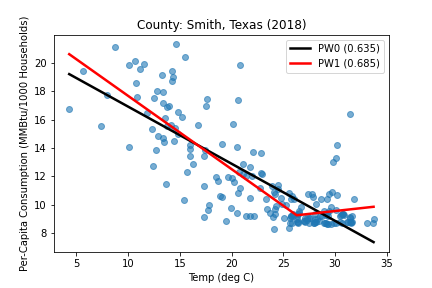 County: Smith, Texas (2018)
PW0 (0.635)
PW1 (0.685)
Per-Capita Consumption (MMBtu/1000 Households)
20
18
16
14
12
10
8
5 10 15 20 25 30 35
Temp (deg C)